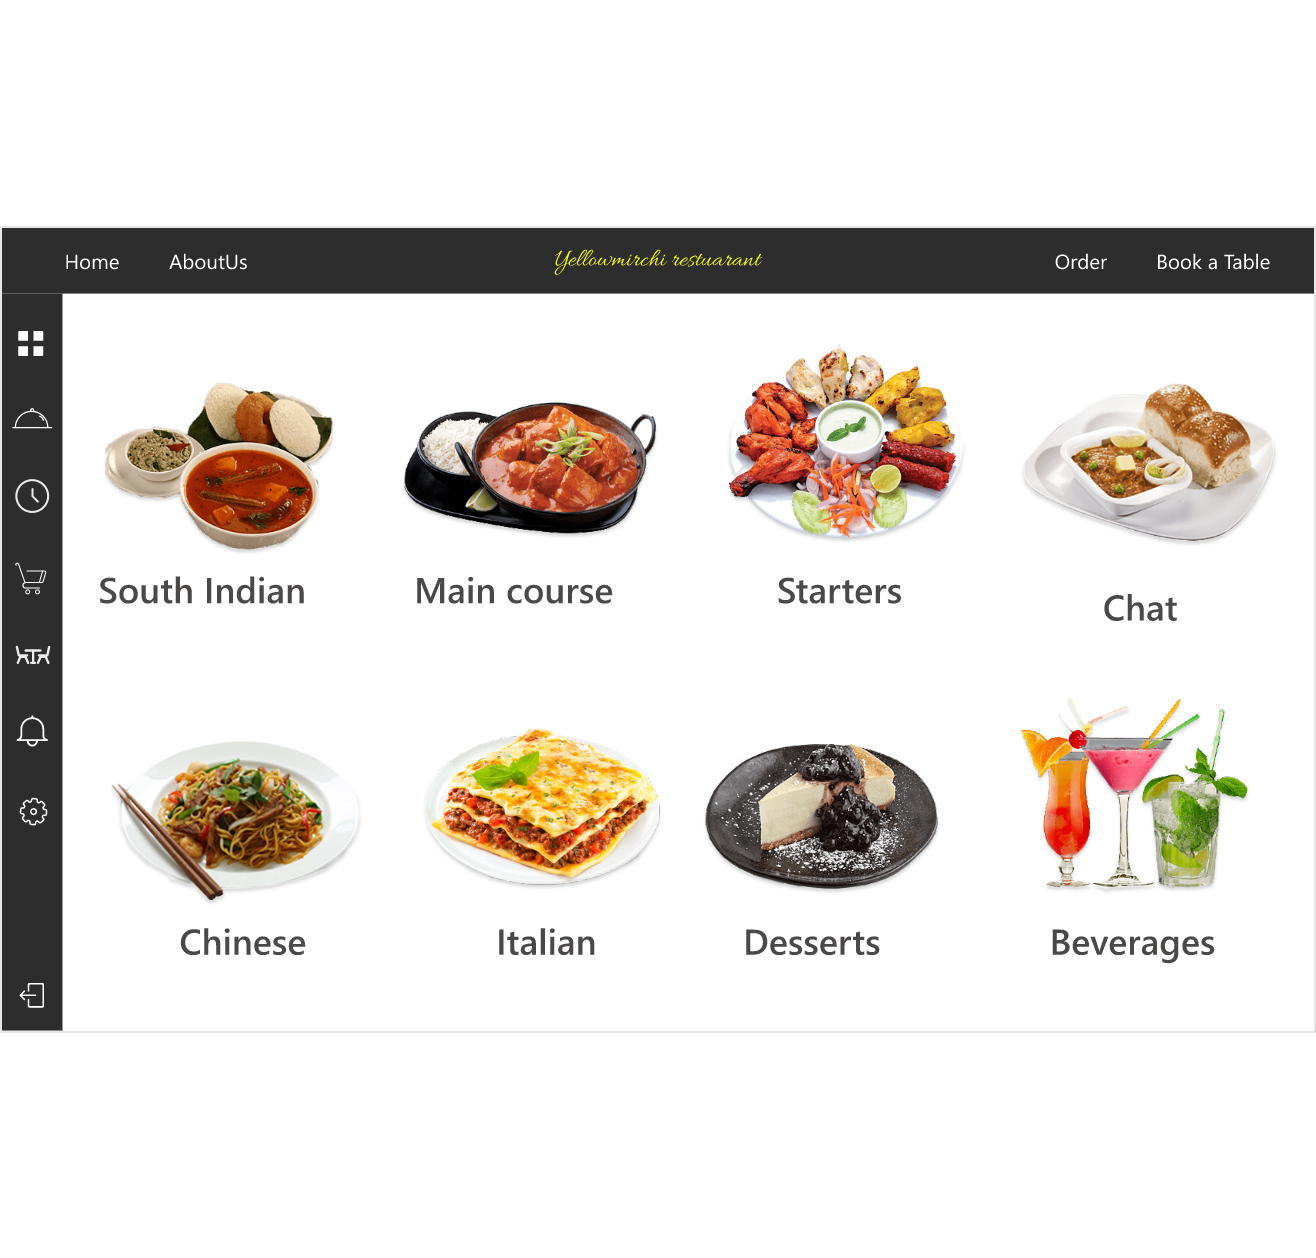 Home
AboutUs
Yellowmirchi restuarant
Order
Book a Table
South Indian
Main course
Starters
Chat
Chinese
Italian
Desserts
Beverages